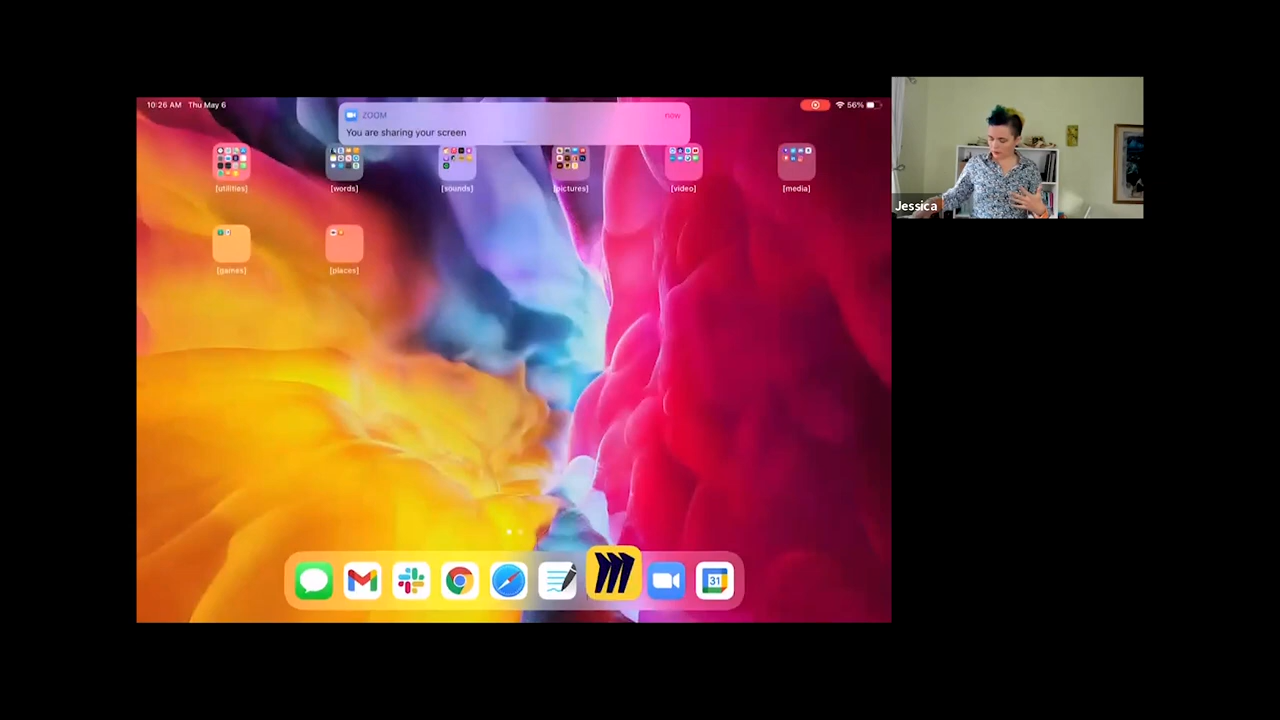 10:26 AM Thu May 6
56%
ZOOM
now
You are sharing your screen
[utilities]
[words]
[sounds]
[pictures]
[video]
[media]
[games]
[places]
31
Jessica